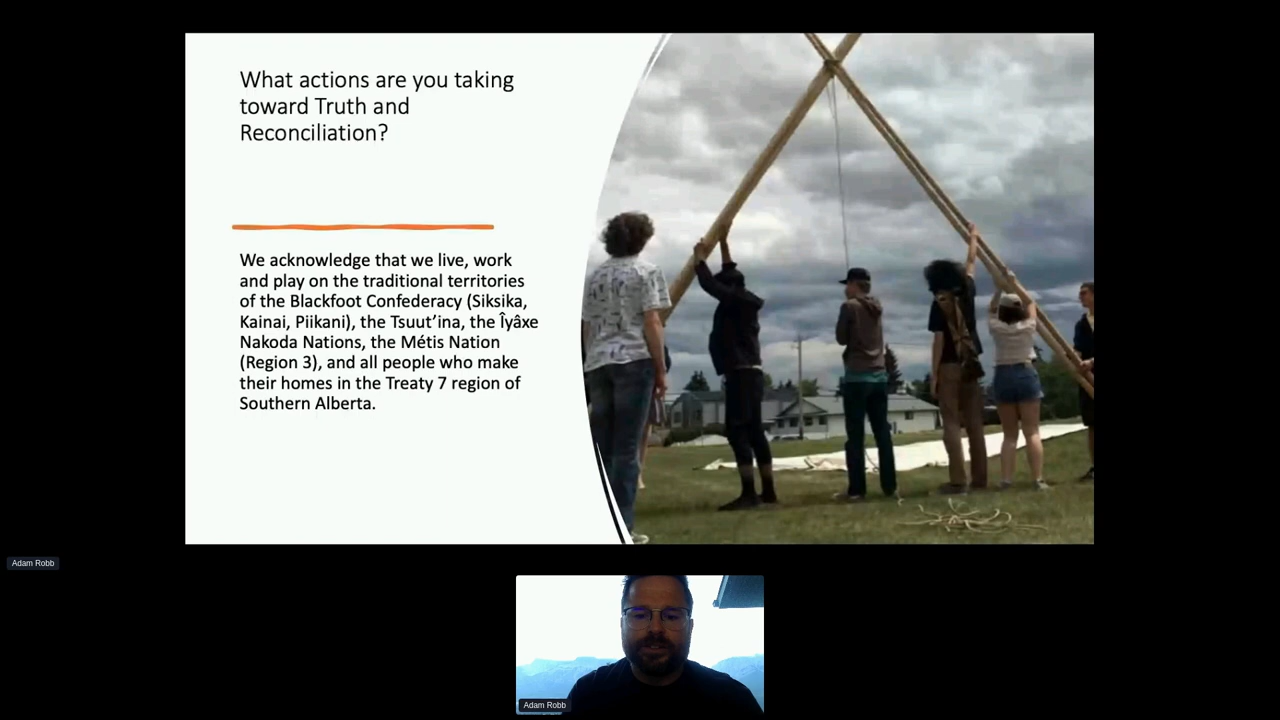 What actions are you taking
toward Truth and
Reconciliation?
We acknowledge that we live, work
and play on the traditional territories
of the Blackfoot Confederacy (Siksika,
Kainai, Piikani), the Tsuut’ina, the Îyâxe
Nakoda Nations, the Métis Nation
(Region 3), and all people who make
their homes in the Treaty 7 region of
Southern Alberta.
Adam Robb
Adam Robb